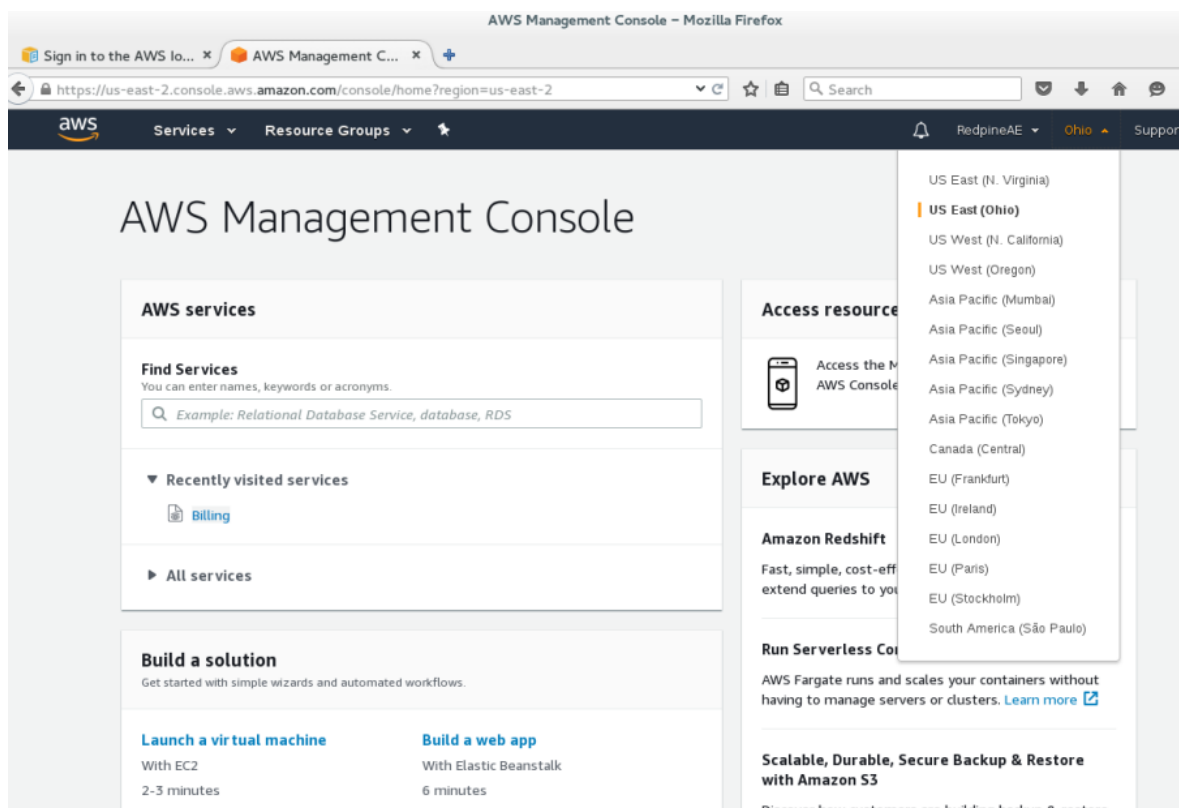 AWS Management Console – Mozilla Firefox
Sign in to the AWS lo... × AWS Management C... ×
https://us-east-2.console.aws.amazon.com/console/home?region=us-east-2
Search
aws Services Resource Groups RedpineAE Ohio Suppor
US East (N. Virginia)
US East (Ohio)
US West (N. California)
US West (Oregon)
Asia Pacific (Mumbai)
Asia Pacific (Seoul)
Asia Pacific (Singapore)
Asia Pacific (Sydney)
Asia Pacific (Tokyo)
Canada (Central)
EU (Frankfurt)
EU (Ireland)
EU (London)
EU (Paris)
EU (Stockholm)
South America (São Paulo)
AWS Management Console
AWS services
Find Services
You can enter names, keywords or acronyms.
Example: Relational Database Service, database, RDS
Recently visited services
Billing
All services
Build a solution
Get started with simple wizards and automated workflows.
Launch a virtual machine
With EC2
2-3 minutes
Build a web app
With Elastic Beanstalk
6 minutes
Access resource
Access the M
AWS Console
Explore AWS
Amazon Redshift
Fast, simple, cost-eff
extend queries to you
Run Serverless Co
AWS Fargate runs and scales your containers without
having to manage servers or clusters. Learn more
Scalable, Durable, Secure Backup & Restore
with Amazon S3